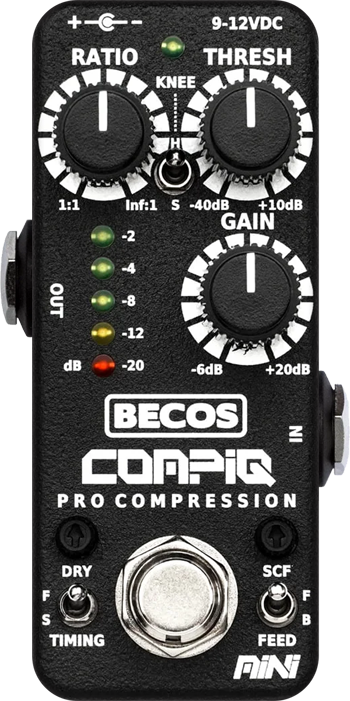 9-12VDC
RATIO
THRESH
KNEE
H
S
1:1
Inf:1
-40dB
+10dB
GAIN
-2
-4
-8
-12
dB
-20
OUT
-6dB
+20dB
IN
BECOS
COMPIQ
PRO COMPRESSION
DRY
SCF
F
S
F
B
TIMING
FEED
MINI